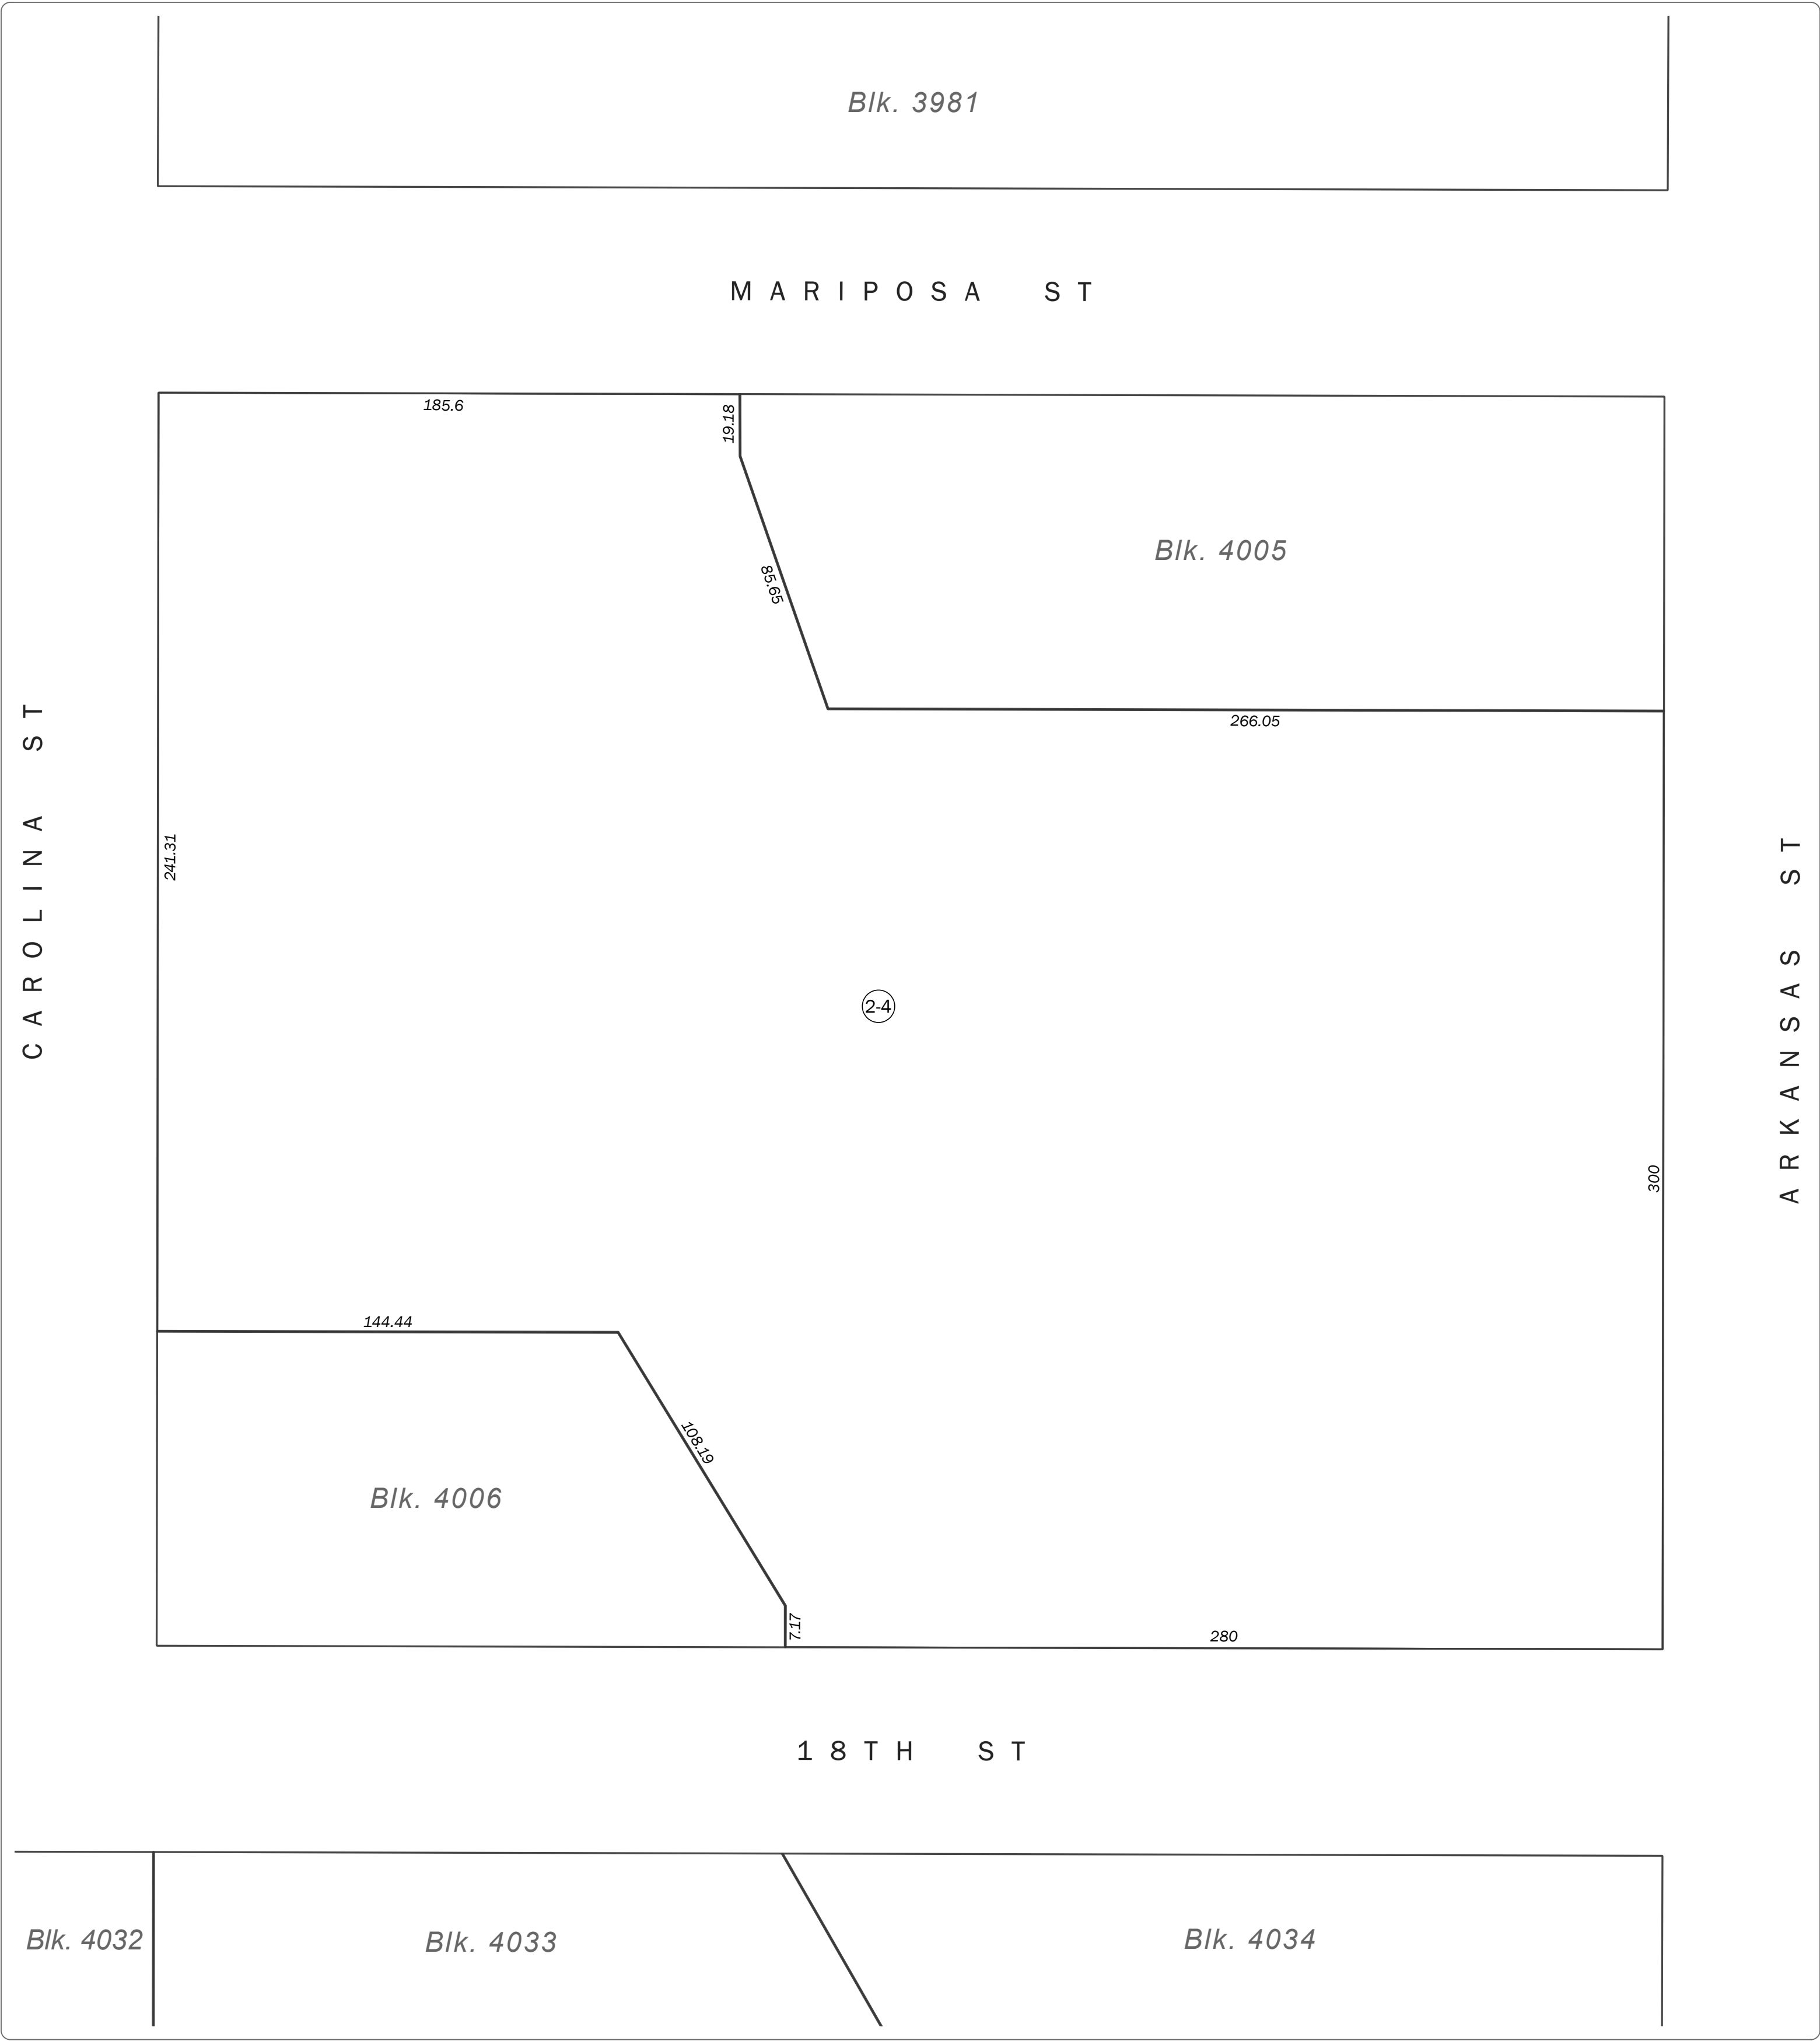 Blk. 3981
MARIPOSA ST
185.6
19.18
Blk. 4005
85.65
266.05
CAROLINA ST
241.31
ARKANSAS ST
2-4
300
144.44
108.19
Blk. 4006
7.17
280
18TH ST
Blk. 4032
Blk. 4033
Blk. 4034